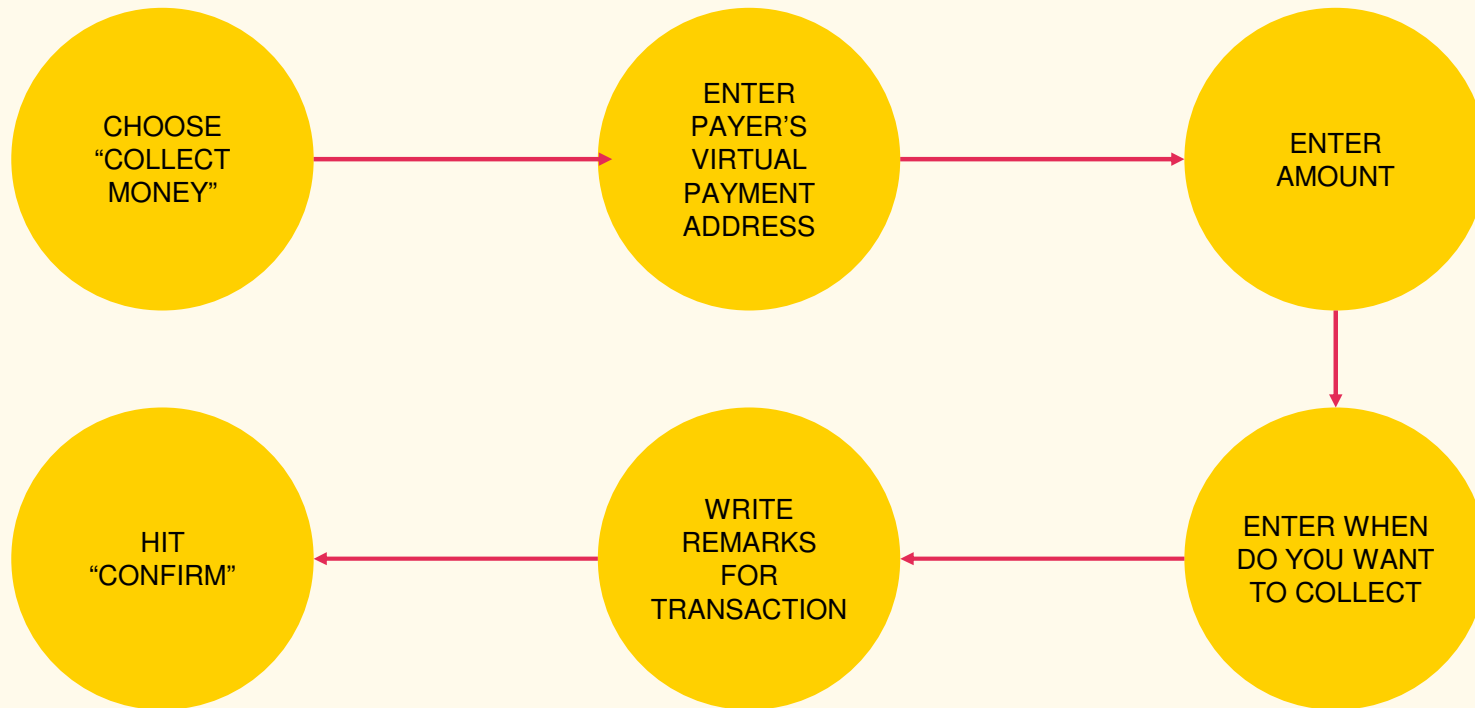 CHOOSE
“COLLECT
MONEY”
ENTER
PAYER’S
VIRTUAL
PAYMENT
ADDRESS
ENTER
AMOUNT
ENTER WHEN
DO YOU WANT
TO COLLECT
WRITE
REMARKS
FOR
TRANSACTION
HIT
“CONFIRM”